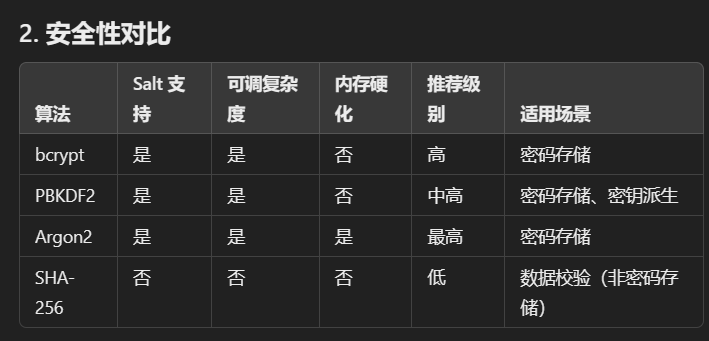 2. 安全性对比
算法 Salt 支持 可调复杂度 内存硬化 推荐级别 适用场景
bcrypt 是 是 否 高 密码存储
PBKDF2 是 是 否 中高 密码存储、密钥派生
Argon2 是 是 是 最高 密码存储
SHA-256 否 否 否 低 数据校验（非密码存储）